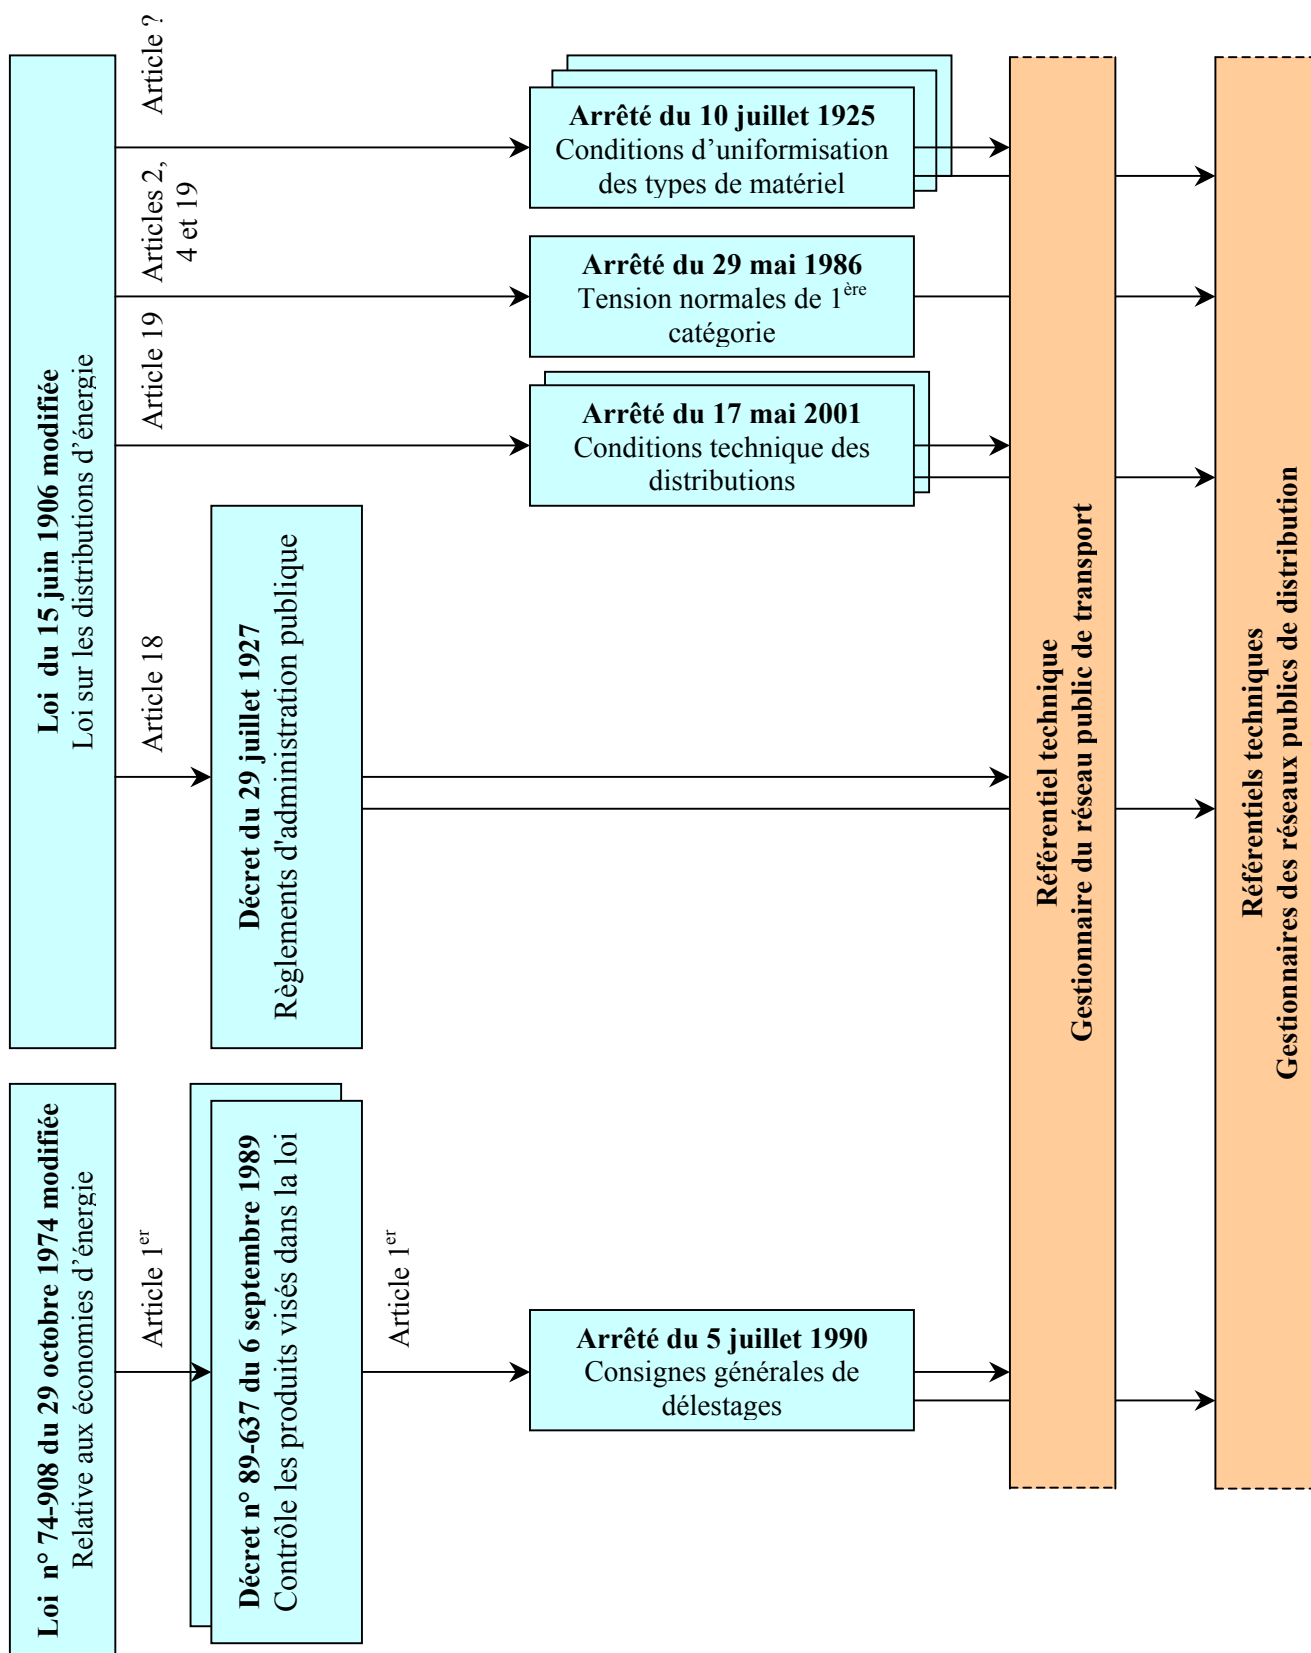 Loi du 15 juin 1906 modifiée
Loi sur les distributions d’énergie
Article ?
Articles 2,
4 et 19
Article 19
Article 18
Arrêté du 10 juillet 1925
Conditions d’uniformisation
des types de matériel
Arrêté du 29 mai 1986
Tension normales de 1ère
catégorie
Arrêté du 17 mai 2001
Conditions technique des
distributions
Décret du 29 juillet 1927
Règlements d'administration publique
Loi n° 74-908 du 29 octobre 1974 modifiée
Relative aux économies d’énergie
Article 1er
Décret n° 89-637 du 6 septembre 1989
Contrôle les produits visés dans la loi
Article 1er
Arrêté du 5 juillet 1990
Consignes générales de
délestages
Référentiel technique
Gestionnaire du réseau public de transport
Référentiels techniques
Gestionnaires des réseaux publics de distribution